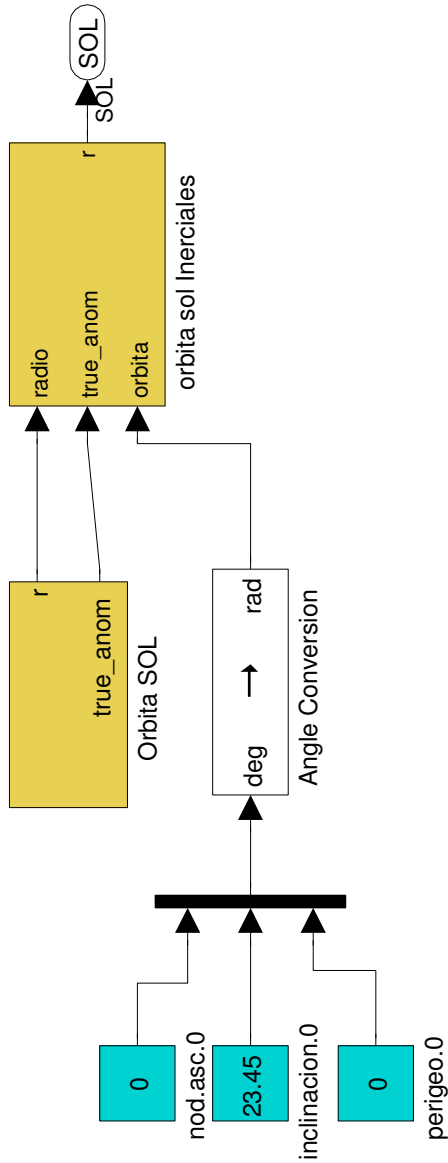 r
true_anom
Orbita SOL
radio
true_anom
orbita
r
orbita sol Inerciales
SOL
SOL
0
nod.asc.0
23.45
inclinacion.0
0
perigeo.0
deg → rad
Angle Conversion